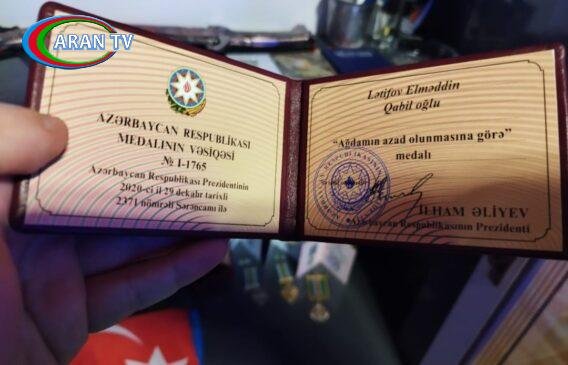 ARAN TV
AZƏRBAYCAN RESPUBLİKASI
MEDALININ VƏSİQƏSİ
№ I-1765
Azərbaycan Respublikası Prezidentinin
2020-ci il 29 dekabr tarixli
2371 nömrəli Sərəncamı ilə
Lətifov Elməddin
Qabil oğlu
“Ağdamın azad olunmasına görə”
medalı
İLHAM ƏLİYEV
Azərbaycan Respublikasının Prezidenti